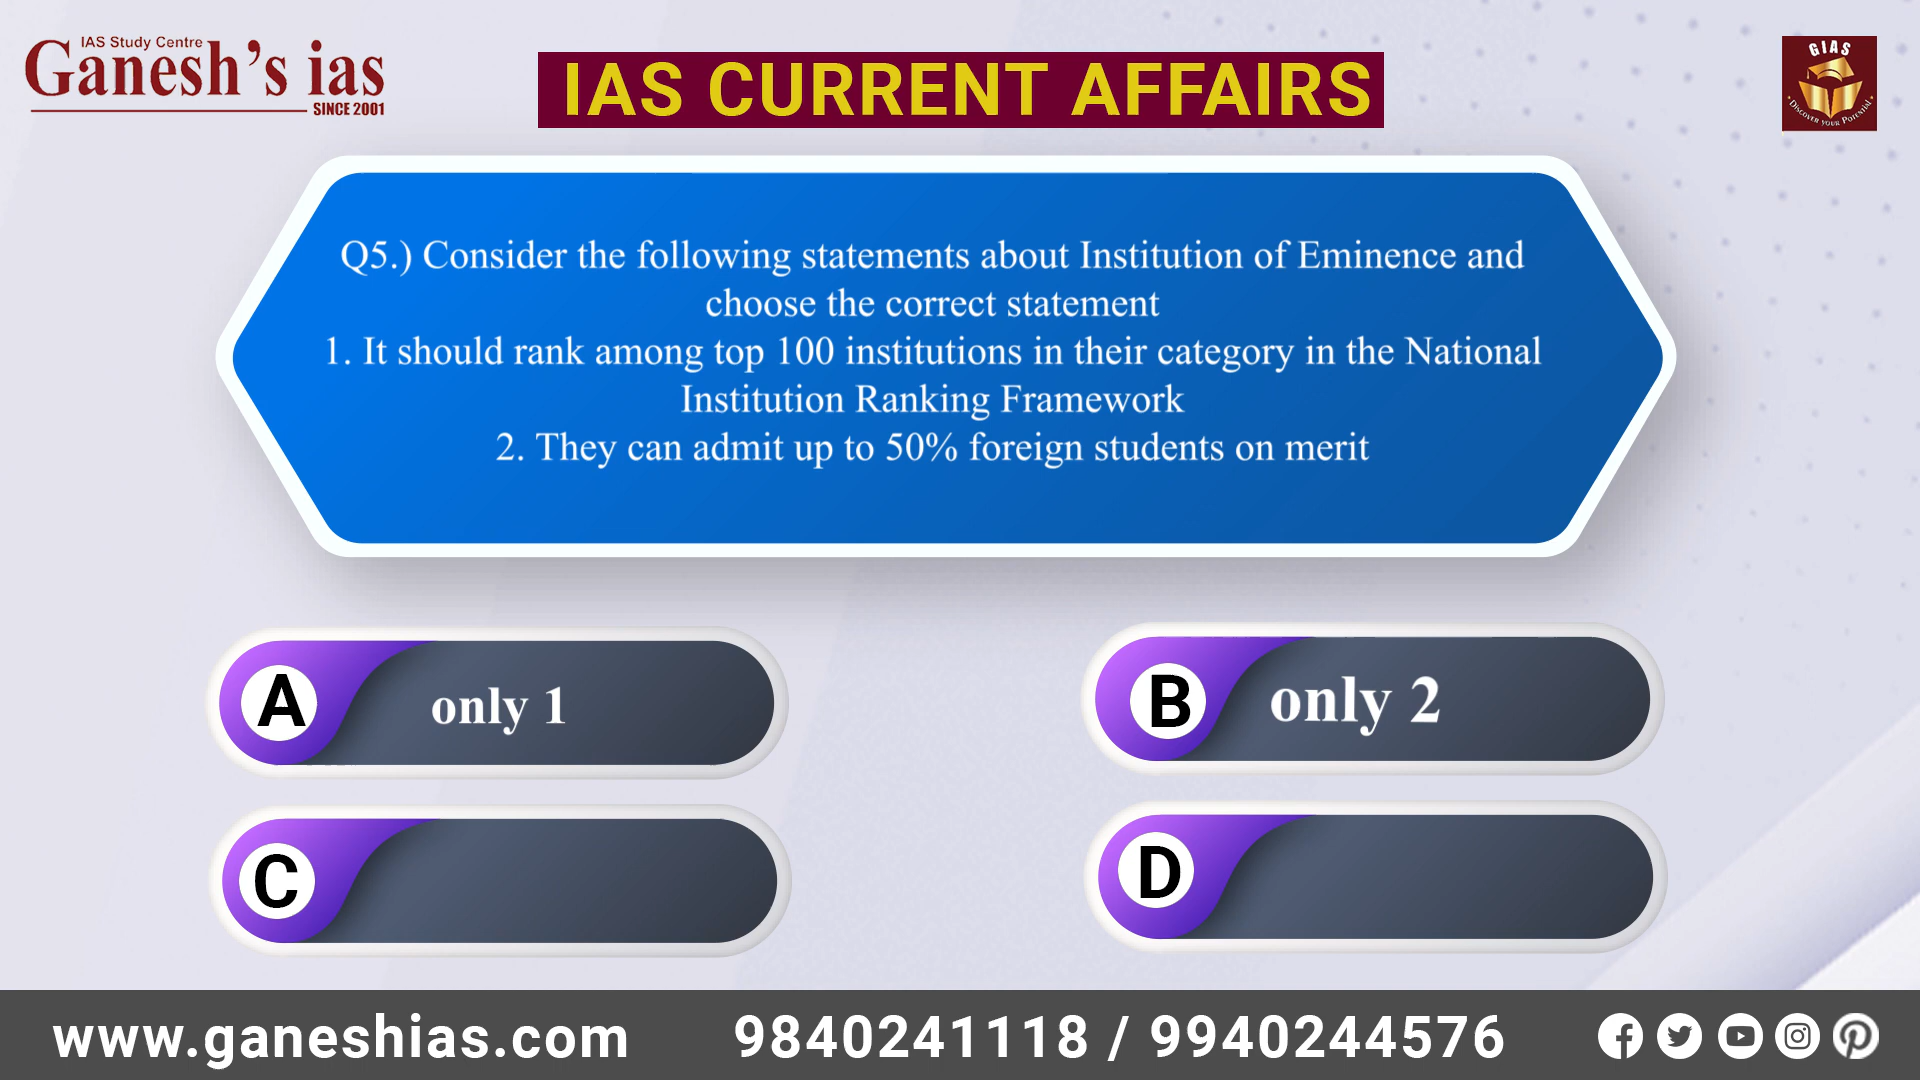 IAS Study Centre
Ganesh's ias
SINCE 2001
IAS CURRENT AFFAIRS
GIAS
DISCOVER YOUR POTENTIAL
Q5.) Consider the following statements about Institution of Eminence and
choose the correct statement
1. It should rank among top 100 institutions in their category in the National
Institution Ranking Framework
2. They can admit up to 50% foreign students on merit
A only 1
B only 2
C
D
www.ganeshias.com 9840241118 / 9940244576